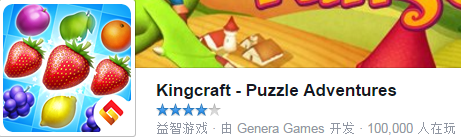 Kingcraft - Puzzle Adventures
益智游戏 · 由 Genera Games 开发 · 100,000 人在玩